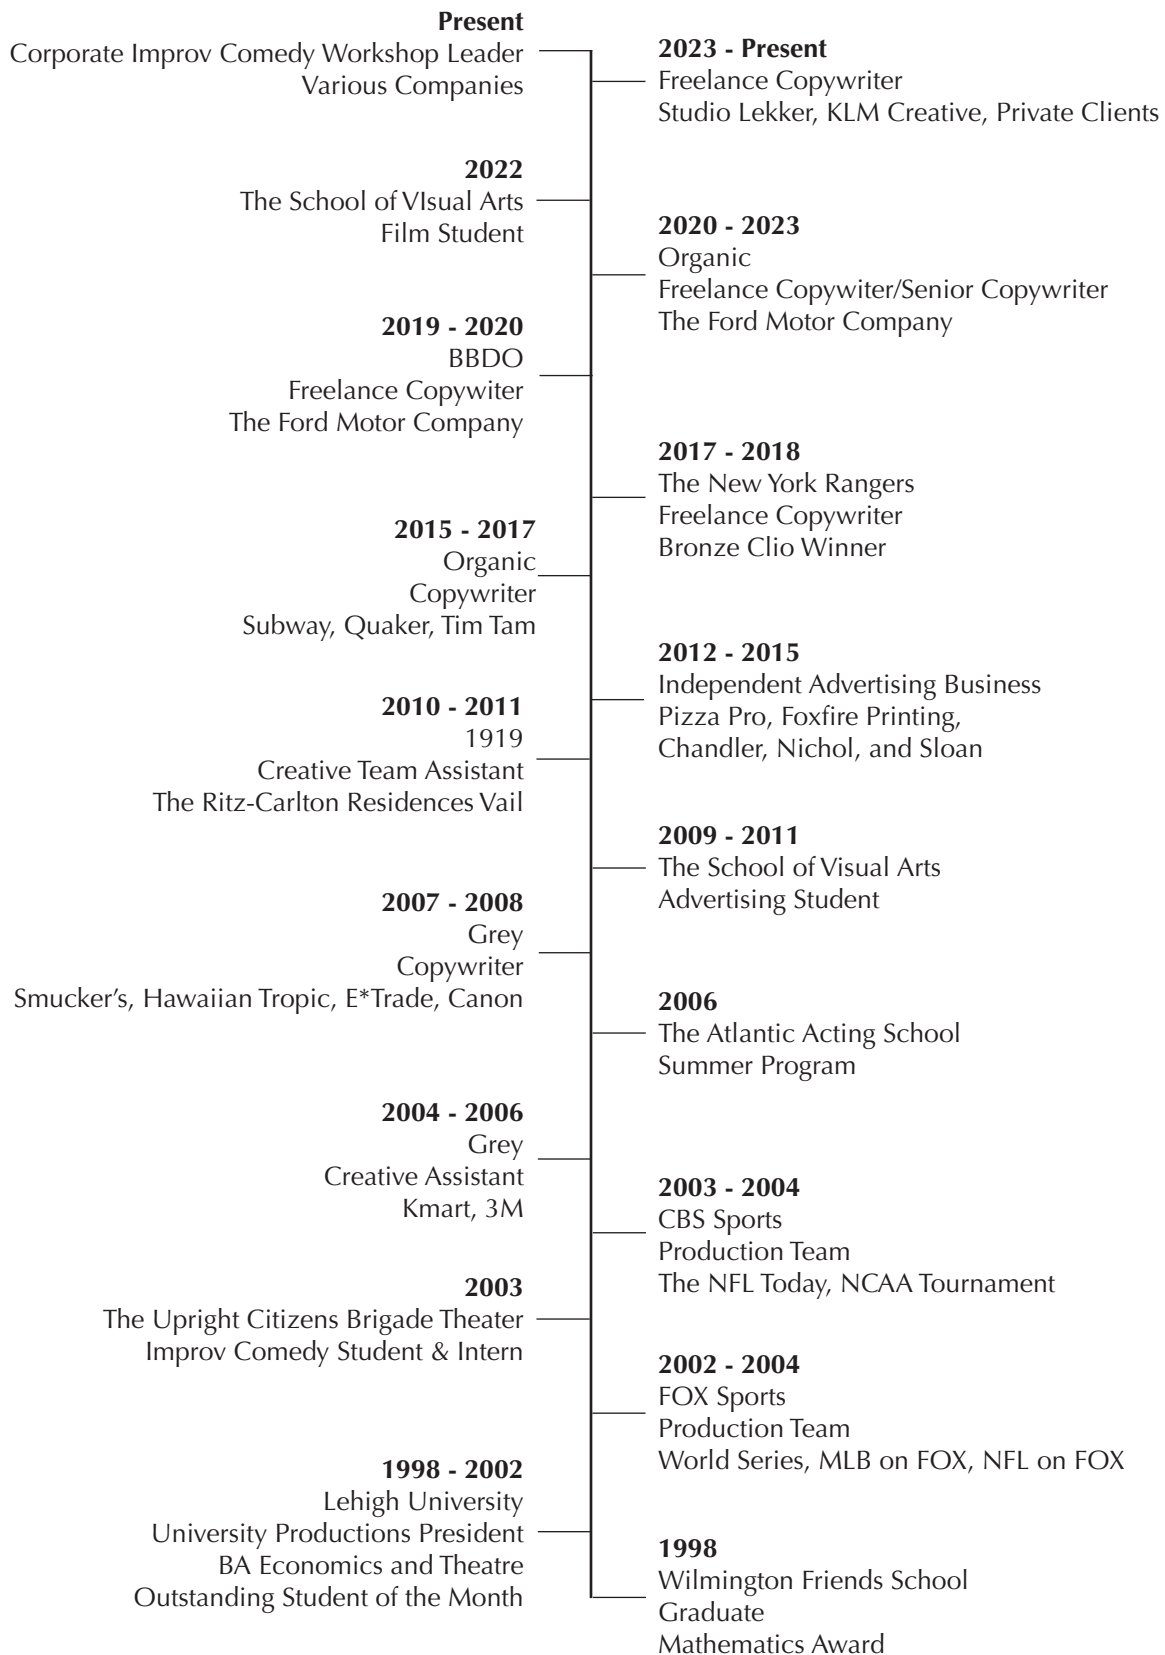 Present
Corporate Improv Comedy Workshop Leader
Various Companies
2023 - Present
Freelance Copywriter
Studio Lekker, KLM Creative, Private Clients
2022
The School of VIsual Arts
Film Student
2020 - 2023
Organic
Freelance Copywiter/Senior Copywriter
The Ford Motor Company
2019 - 2020
BBDO
Freelance Copywiter
The Ford Motor Company
2017 - 2018
The New York Rangers
Freelance Copywriter
Bronze Clio Winner
2015 - 2017
Organic
Copywriter
Subway, Quaker, Tim Tam
2012 - 2015
Independent Advertising Business
Pizza Pro, Foxfire Printing,
Chandler, Nichol, and Sloan
2010 - 2011
1919
Creative Team Assistant
The Ritz-Carlton Residences Vail
2009 - 2011
The School of Visual Arts
Advertising Student
2007 - 2008
Grey
Copywriter
Smucker's, Hawaiian Tropic, E*Trade, Canon
2006
The Atlantic Acting School
Summer Program
2004 - 2006
Grey
Creative Assistant
Kmart, 3M
2003 - 2004
CBS Sports
Production Team
The NFL Today, NCAA Tournament
2003
The Upright Citizens Brigade Theater
Improv Comedy Student & Intern
2002 - 2004
FOX Sports
Production Team
World Series, MLB on FOX, NFL on FOX
1998 - 2002
Lehigh University
University Productions President
BA Economics and Theatre
Outstanding Student of the Month
1998
Wilmington Friends School
Graduate
Mathematics Award